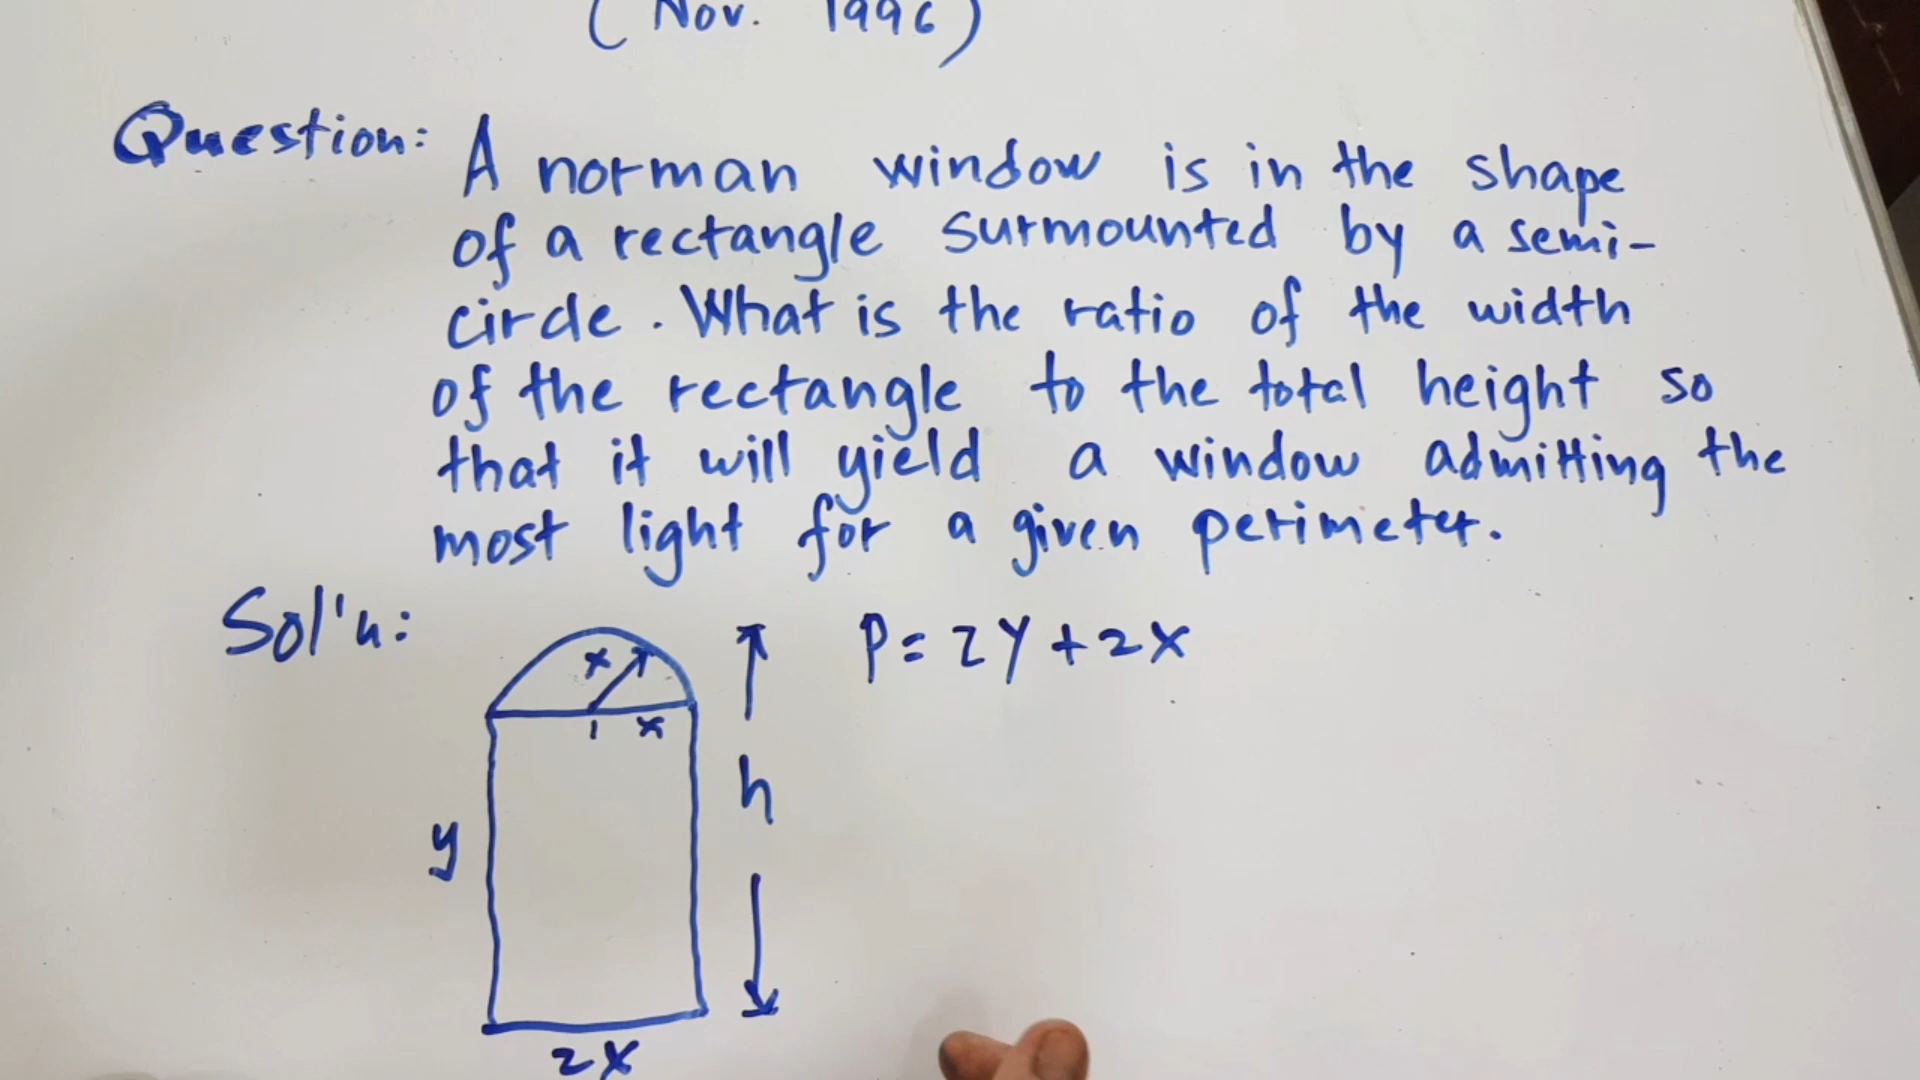 (Nov. 1996)
Question: A norman window is in the shape
of a rectangle surmounted by a semi-
circle. What is the ratio of the width
of the rectangle to the total height so
that it will yield a window admitting the
most light for a given perimeter.
Sol'n:
P = 2y + 2x
x
x
h
y
2x